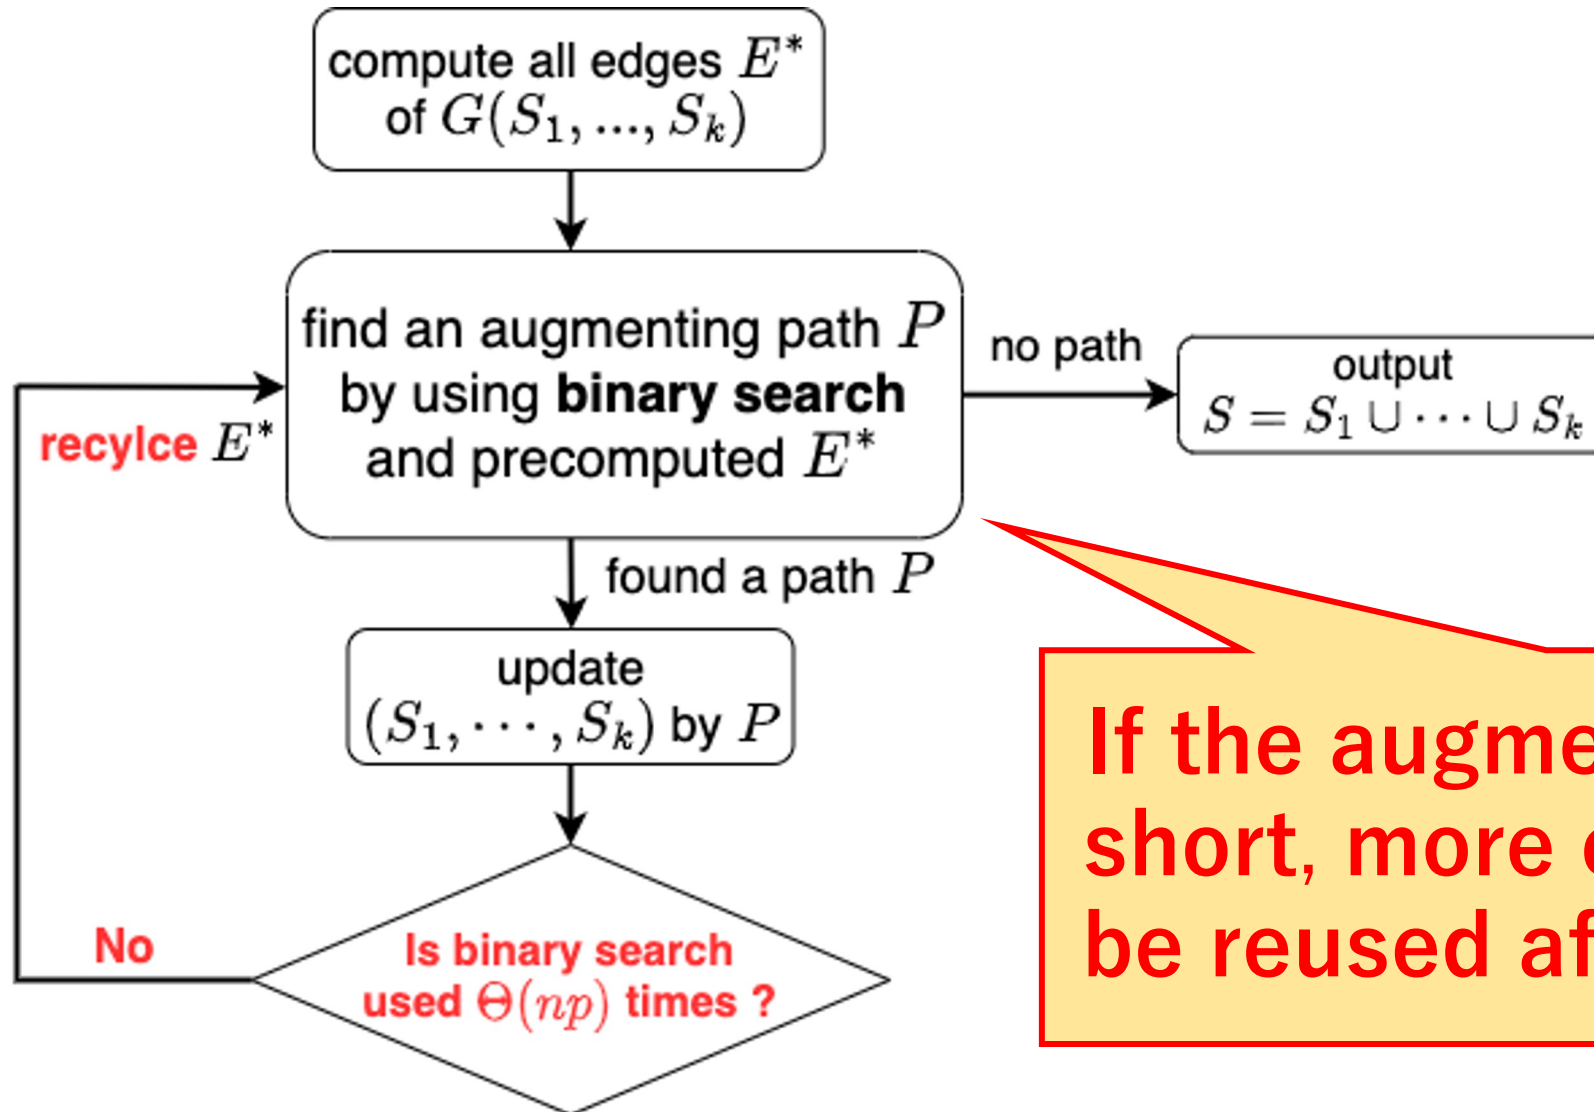 compute all edges E*
of G(S₁, ..., Sₖ)
find an augmenting path P
by using binary search
and precomputed E*
no path
output
S = S₁ ∪ ⋯ ∪ Sₖ
recylce E*
found a path P
update
(S₁, ⋯, Sₖ) by P
If the
short, more
be reused
No
Is binary search
used Θ(np) times ?